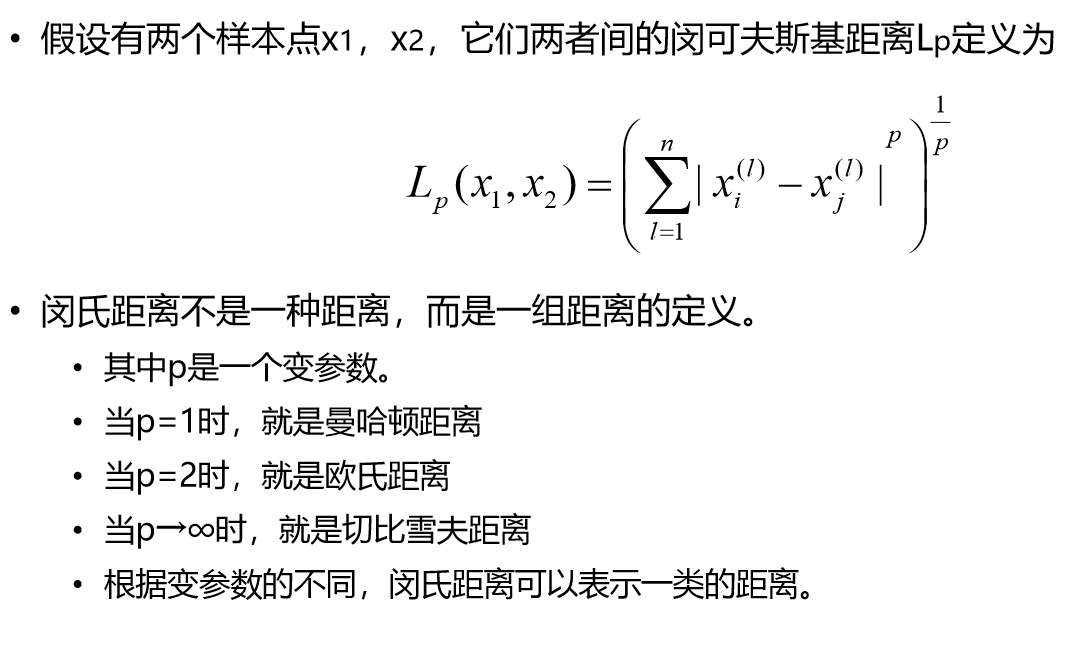 • 假设有两个样本点x1，x2，它们两者间的闵可夫斯基距离Lp定义为
$L_p(x_1, x_2) = \left( \sum_{l=1}^{n} | x_i^{(l)} - x_j^{(l)} |^p \right)^{\frac{1}{p}}$
• 闵氏距离不是一种距离，而是一组距离的定义。
• 其中p是一个变参数。
• 当p=1时，就是曼哈顿距离
• 当p=2时，就是欧氏距离
• 当p→∞时，就是切比雪夫距离
• 根据变参数的不同，闵氏距离可以表示一类的距离。